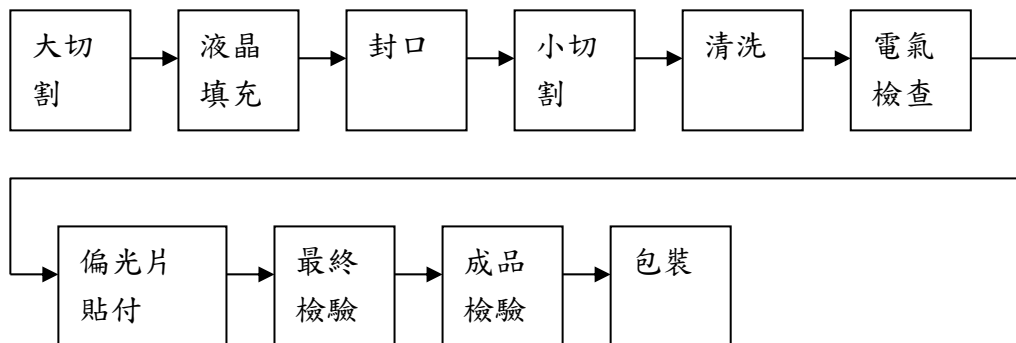 大切
割
液晶
填充
封口
小切
割
清洗
電氣
檢查
偏光片
貼付
最終
檢驗
成品
檢驗
包裝